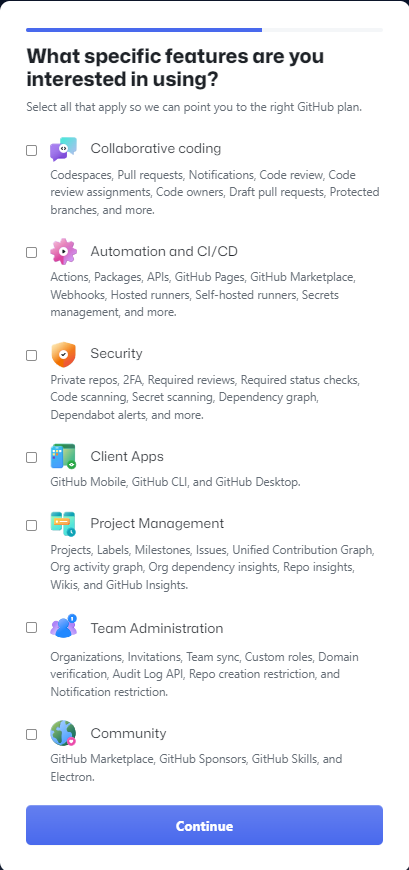 What specific features are you
interested in using?
Select all that apply so we can point you to the right GitHub plan.
Collaborative coding
Codespaces, Pull requests, Notifications, Code review, Code
review assignments, Code owners, Draft pull requests, Protected
branches, and more.
Automation and CI/CD
Actions, Packages, APIs, GitHub Pages, GitHub Marketplace,
Webhooks, Hosted runners, Self-hosted runners, Secrets
management, and more.
Security
Private repos, 2FA, Required reviews, Required status checks,
Code scanning, Secret scanning, Dependency graph,
Dependabot alerts, and more.
Client Apps
GitHub Mobile, GitHub CLI, and GitHub Desktop.
Project Management
Projects, Labels, Milestones, Issues, Unified Contribution Graph,
Org activity graph, Org dependency insights, Repo insights,
Wikis, and GitHub Insights.
Team Administration
Organizations, Invitations, Team sync, Custom roles, Domain
verification, Audit Log API, Repo creation restriction, and
Notification restriction.
Community
GitHub Marketplace, GitHub Sponsors, GitHub Skills, and
Electron.
Continue